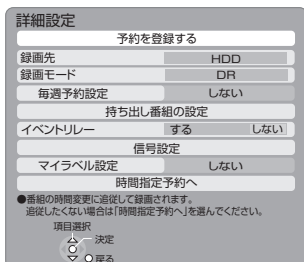 詳細設定
予約を登録する
録画先 HDD
録画モード DR
毎週予約設定 しない
持ち出し番組の設定
イベントリレー する しない
信号設定
マイラベル設定 しない
時間指定予約へ
●番組の時間変更に追従して録画されます。
追従したくない場合は「時間指定予約へ」を選んでください。
項目選択
決定
戻る